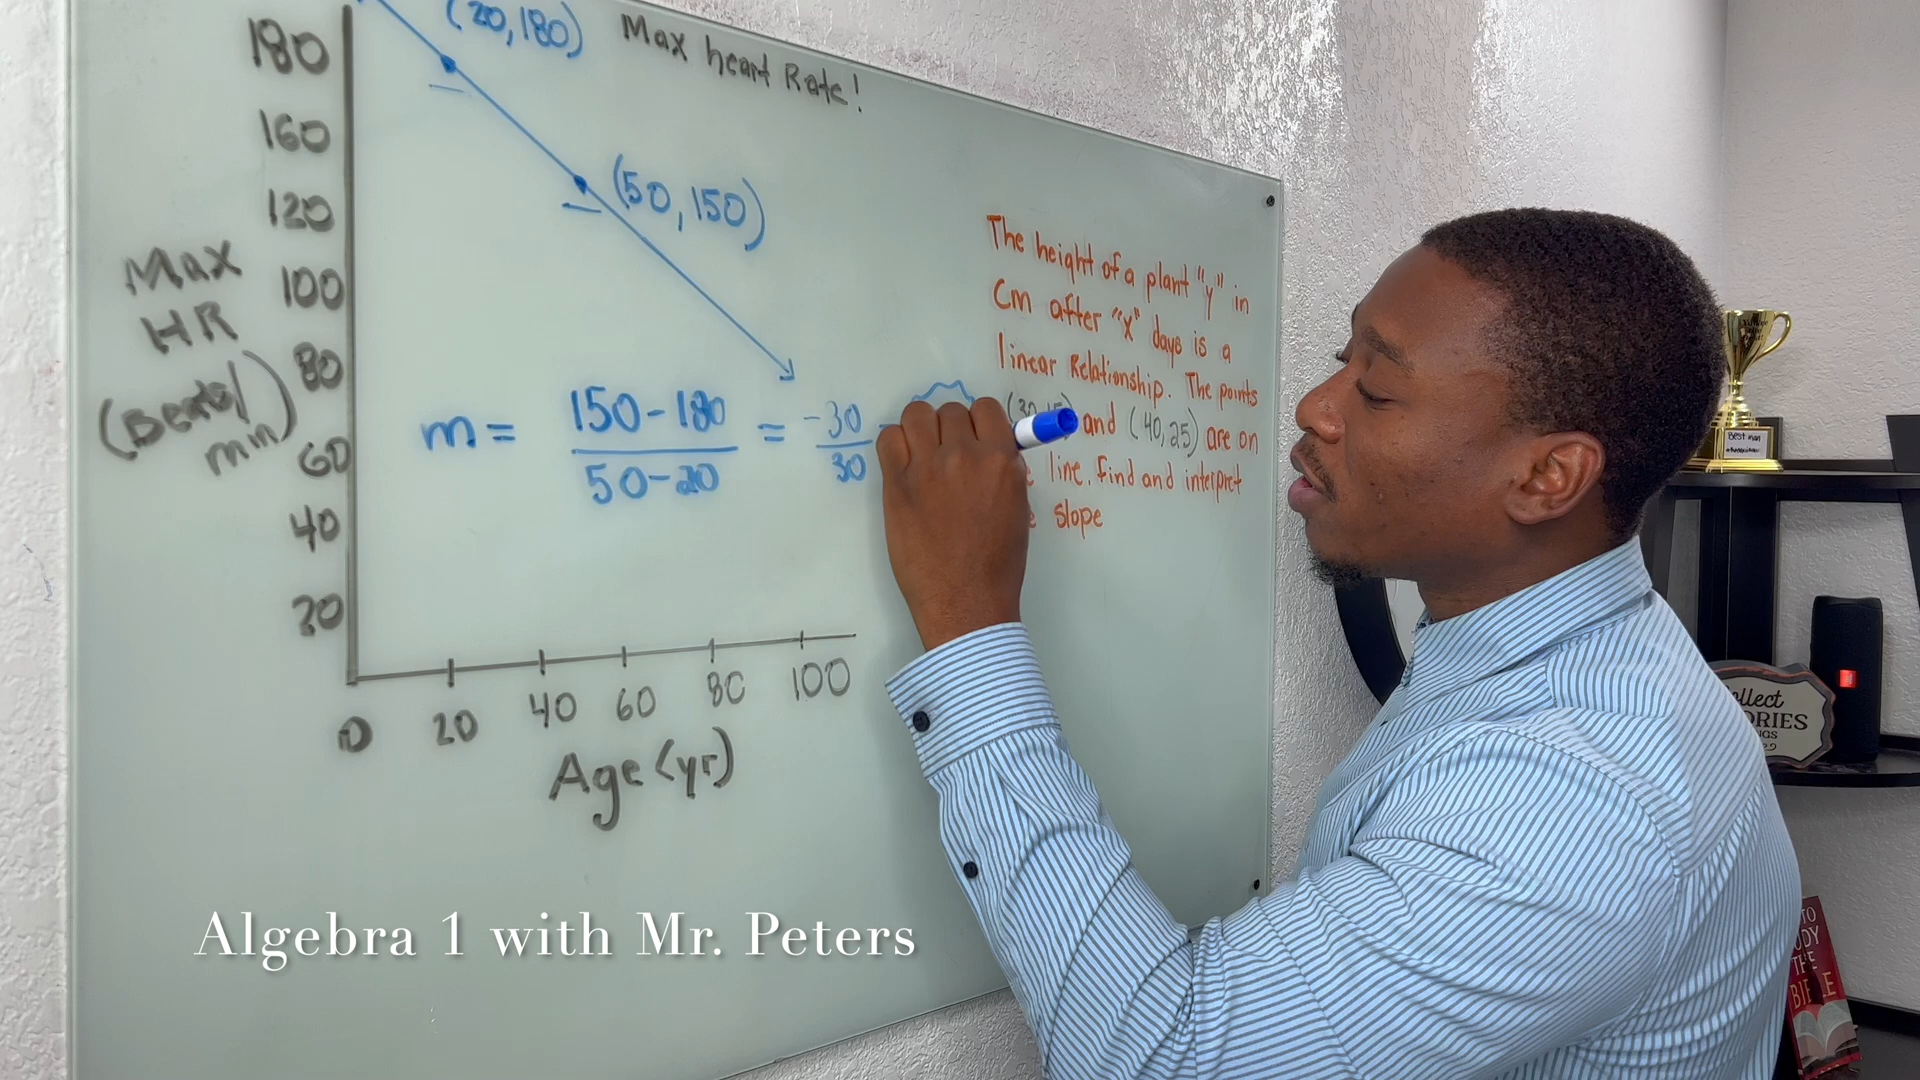 (20,180)
Max heart Rate!
180
160
120
100
80
60
40
20
Max
HR
(Beats/
min)
(50,150)
m = 150-180 / 50-20 = -30 / 30
0 20 40 60 80 100
Age (yr)
The height of a plant "y" in
Cm after "x" days is a
linear Relationship. The points
and (40,25) are on
line. Find and interpret
slope
Best man
Algebra 1 with Mr. Peters
THE